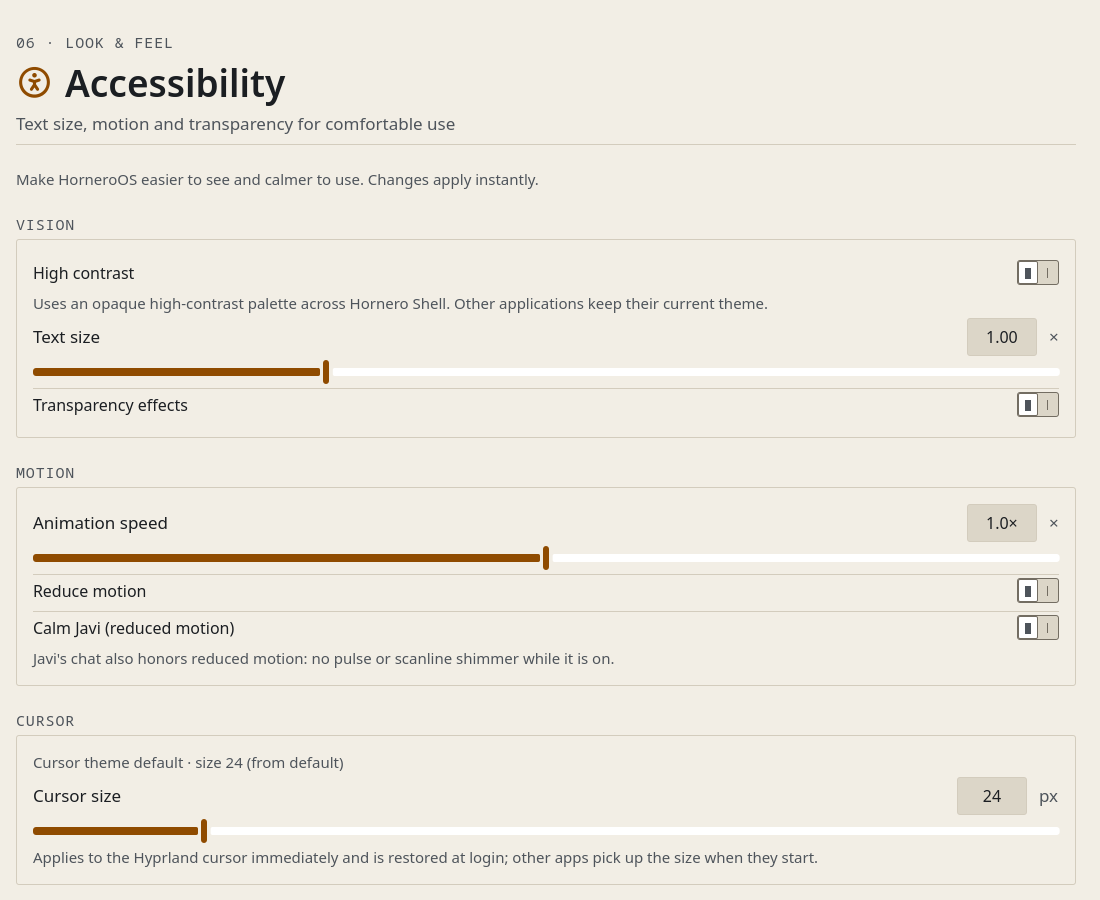 06 · LOOK & FEEL
Accessibility
Text size, motion and transparency for comfortable use
Make HorneroOS easier to see and calmer to use. Changes apply instantly.
VISION
High contrast
Uses an opaque high-contrast palette across Hornero Shell. Other applications keep their current theme.
Text size 1.00 ×
Transparency effects
MOTION
Animation speed 1.0× ×
Reduce motion
Calm Javi (reduced motion)
Javi's chat also honors reduced motion: no pulse or scanline shimmer while it is on.
CURSOR
Cursor theme default · size 24 (from default)
Cursor size 24 px
Applies to the Hyprland cursor immediately and is restored at login; other apps pick up the size when they start.